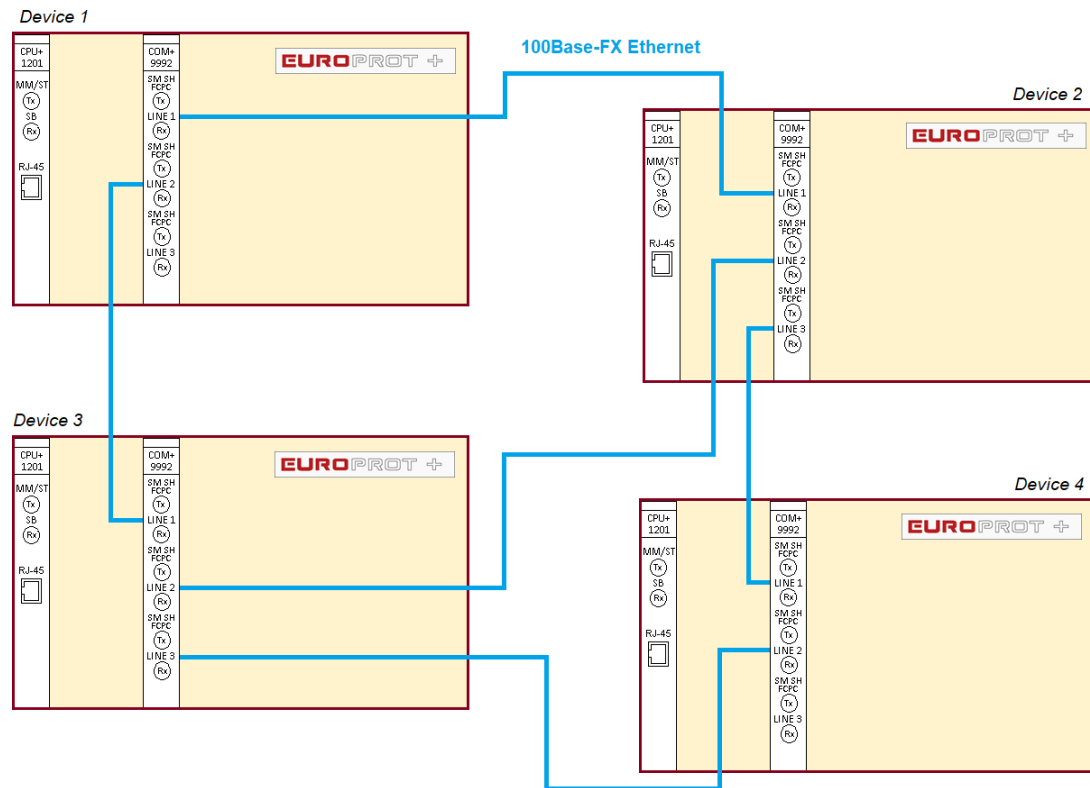 Device 1
CPU+
1201
MM/ST
Tx
SB
Rx
RJ-45
COM+
9992
SM SH
FCPC
Tx
LINE 1
Rx
SM SH
FCPC
Tx
LINE 2
Rx
SM SH
FCPC
Tx
LINE 3
Rx
EUROPROT +
100Base-FX Ethernet
Device 2
CPU+
1201
MM/ST
Tx
SB
Rx
RJ-45
COM+
9992
SM SH
FCPC
Tx
LINE 1
Rx
SM SH
FCPC
Tx
LINE 2
Rx
SM SH
FCPC
Tx
LINE 3
Rx
EUROPROT +
Device 3
CPU+
1201
MM/ST
Tx
SB
Rx
RJ-45
COM+
9992
SM SH
FCPC
Tx
LINE 1
Rx
SM SH
FCPC
Tx
LINE 2
Rx
SM SH
FCPC
Tx
LINE 3
Rx
EUROPROT +
Device 4
CPU+
1201
MM/ST
Tx
SB
Rx
RJ-45
COM+
9992
SM SH
FCPC
Tx
LINE 1
Rx
SM SH
FCPC
Tx
LINE 2
Rx
SM SH
FCPC
Tx
LINE 3
Rx
EUROPROT +